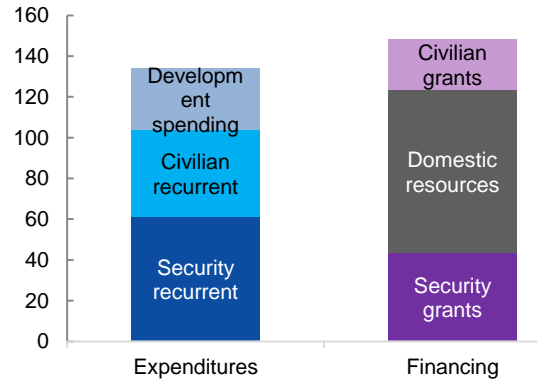 160
140
120
100
80
60
40
20
0
Developm
ent
spending
Civilian
recurrent
Security
recurrent
Civilian
grants
Domestic
resources
Security
grants
Expenditures
Financing